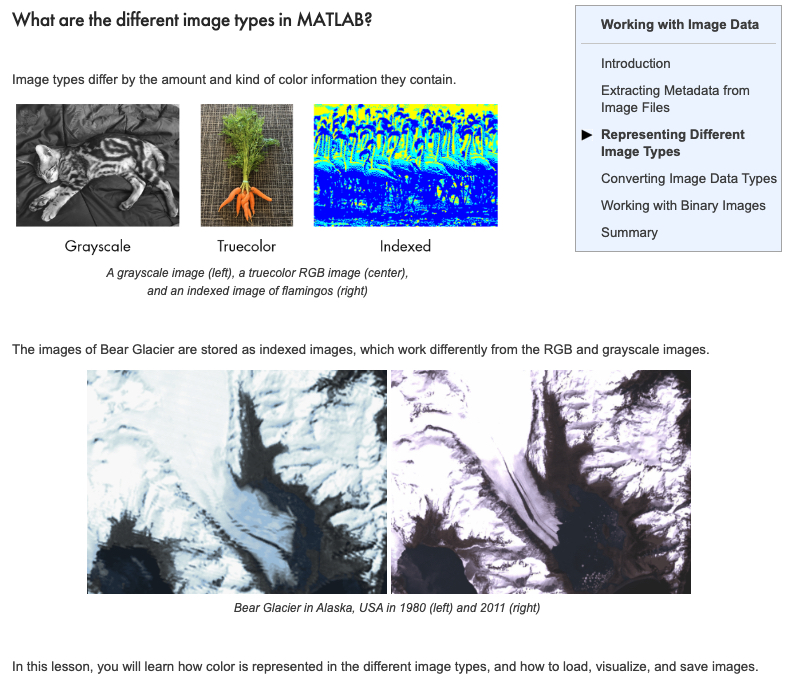 What are the different image types in MATLAB?
Image types differ by the amount and kind of color information they contain.
Grayscale
Truecolor
Indexed
A grayscale image (left), a truecolor RGB image (center),
and an indexed image of flamingos (right)
The images of Bear Glacier are stored as indexed images, which work differently from the RGB and grayscale images.
Bear Glacier in Alaska, USA in 1980 (left) and 2011 (right)
In this lesson, you will learn how color is represented in the different image types, and how to load, visualize, and save images.
Working with Image Data
Introduction
Extracting Metadata from
Image Files
Representing Different
Image Types
Converting Image Data Types
Working with Binary Images
Summary